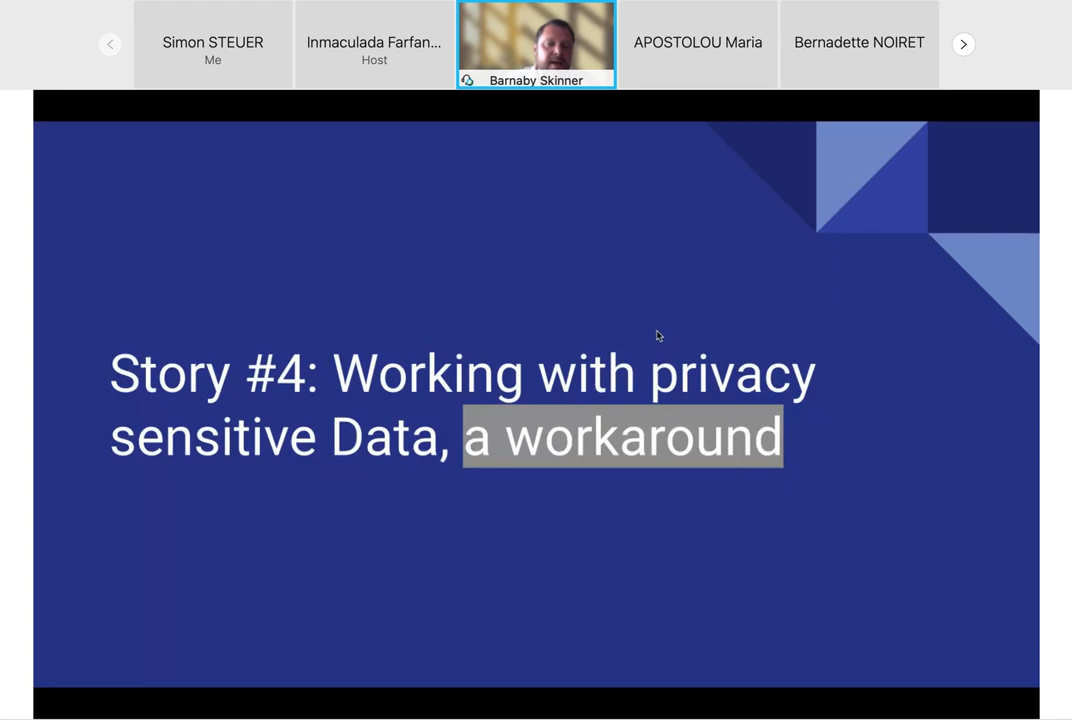 Simon STEUER
Me
Inmaculada Farfan...
Host
Barnaby Skinner
APOSTOLOU Maria
Bernadette NOIRET
Story #4: Working with privacy
sensitive Data, a workaround